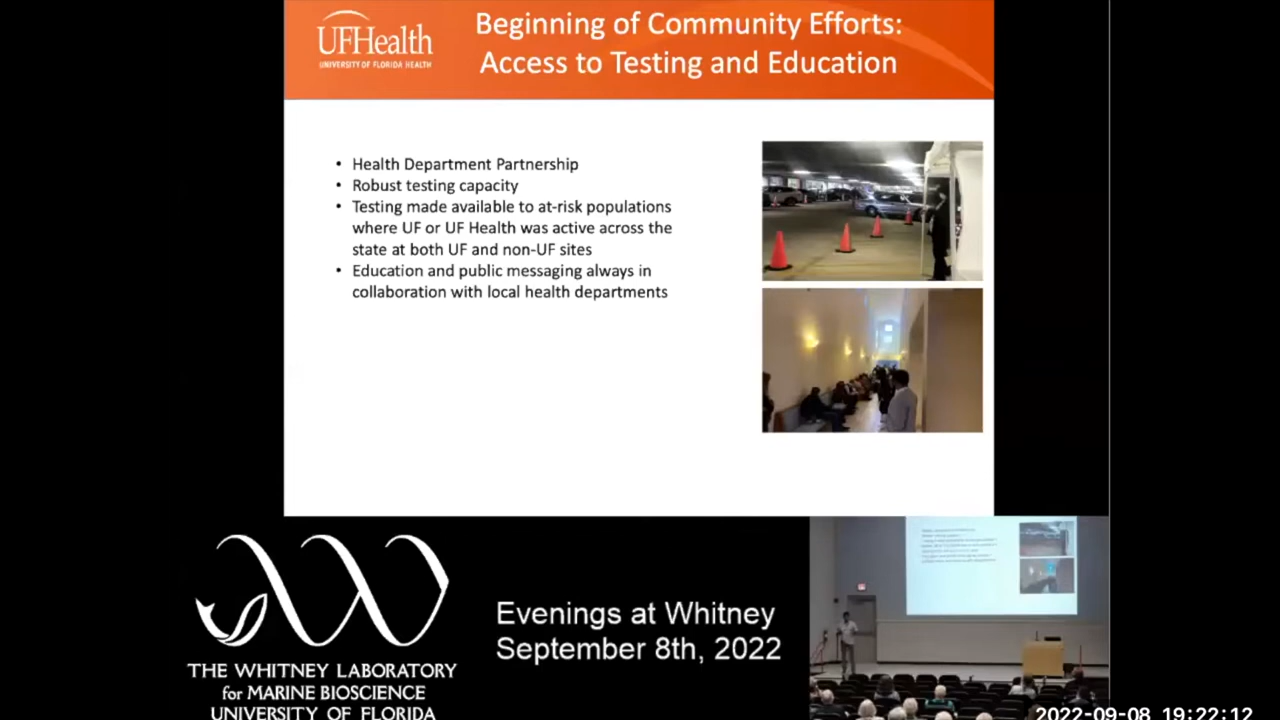 UFHealth
UNIVERSITY OF FLORIDA HEALTH
Beginning of Community Efforts:
Access to Testing and Education
• Health Department Partnership
• Robust testing capacity
• Testing made available to at-risk populations
where UF or UF Health was active across the
state at both UF and non-UF sites
• Education and public messaging always in
collaboration with local health departments
THE WHITNEY LABORATORY
for MARINE BIOSCIENCE
UNIVERSITY OF FLORIDA
Evenings at Whitney
September 8th, 2022
2022-09-08 19:22:12